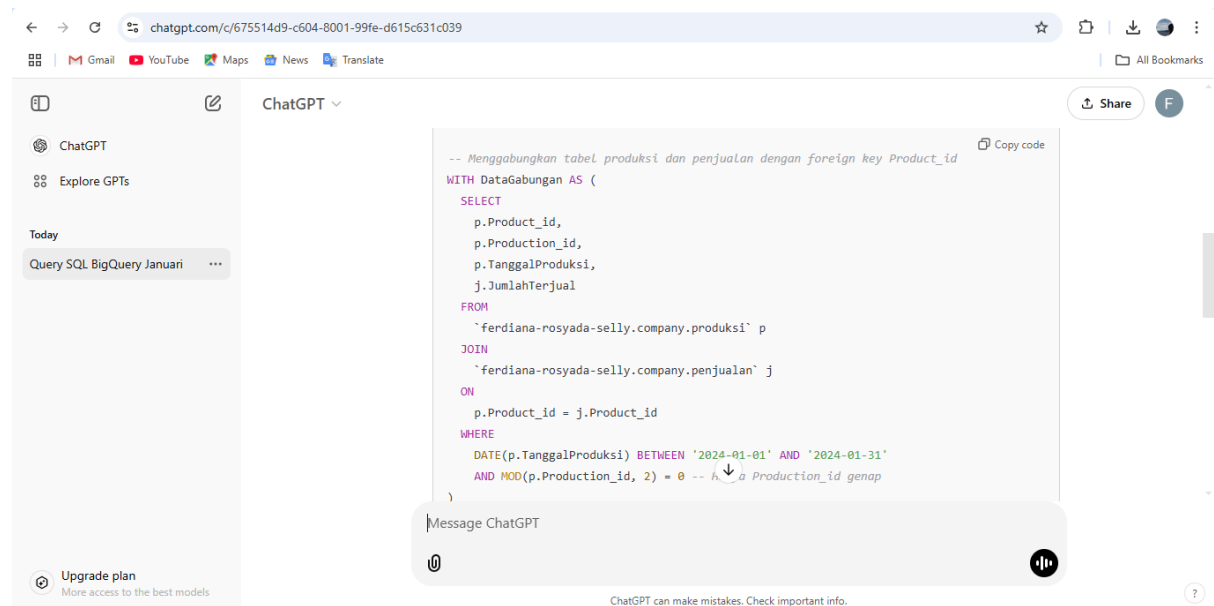 chatgpt.com/c/675514d9-c604-8001-99fe-d615c631c039
Gmail YouTube Maps News Translate All Bookmarks
ChatGPT Share F
ChatGPT
Explore GPTs
Today
Query SQL BigQuery Januari
Copy code
-- Menggabungkan tabel produksi dan penjualan dengan foreign key Product_id
WITH DataGabungan AS (
SELECT
p.Product_id,
p.Production_id,
p.TanggalProduksi,
j.JumlahTerjual
FROM
`ferdiana-rosyada-selly.company.produksi` p
JOIN
`ferdiana-rosyada-selly.company.penjualan` j
ON
p.Product_id = j.Product_id
WHERE
DATE(p.TanggalProduksi) BETWEEN '2024-01-01' AND '2024-01-31'
AND MOD(p.Production_id, 2) = 0 -- Production_id genap
)
Message ChatGPT
Upgrade plan
More access to the best models
ChatGPT can make mistakes. Check important info.
?